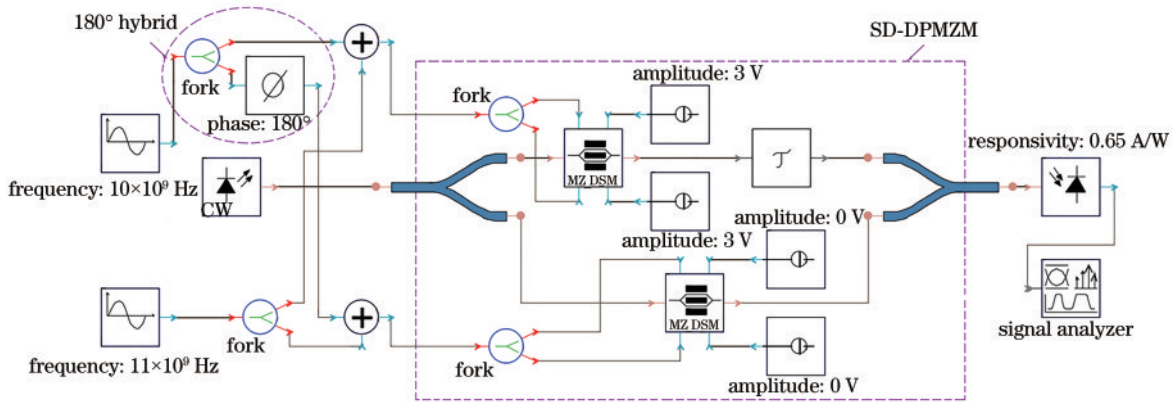 180° hybrid
SD-DPMZM
fork
phase: 180°
amplitude: 3 V
fork
responsivity: 0.65 A/W
MZ DSM
τ
frequency: 10×10⁹ Hz
CW
amplitude: 0 V
amplitude: 3 V
MZ DSM
fork
signal analyzer
frequency: 11×10⁹ Hz
fork
amplitude: 0 V